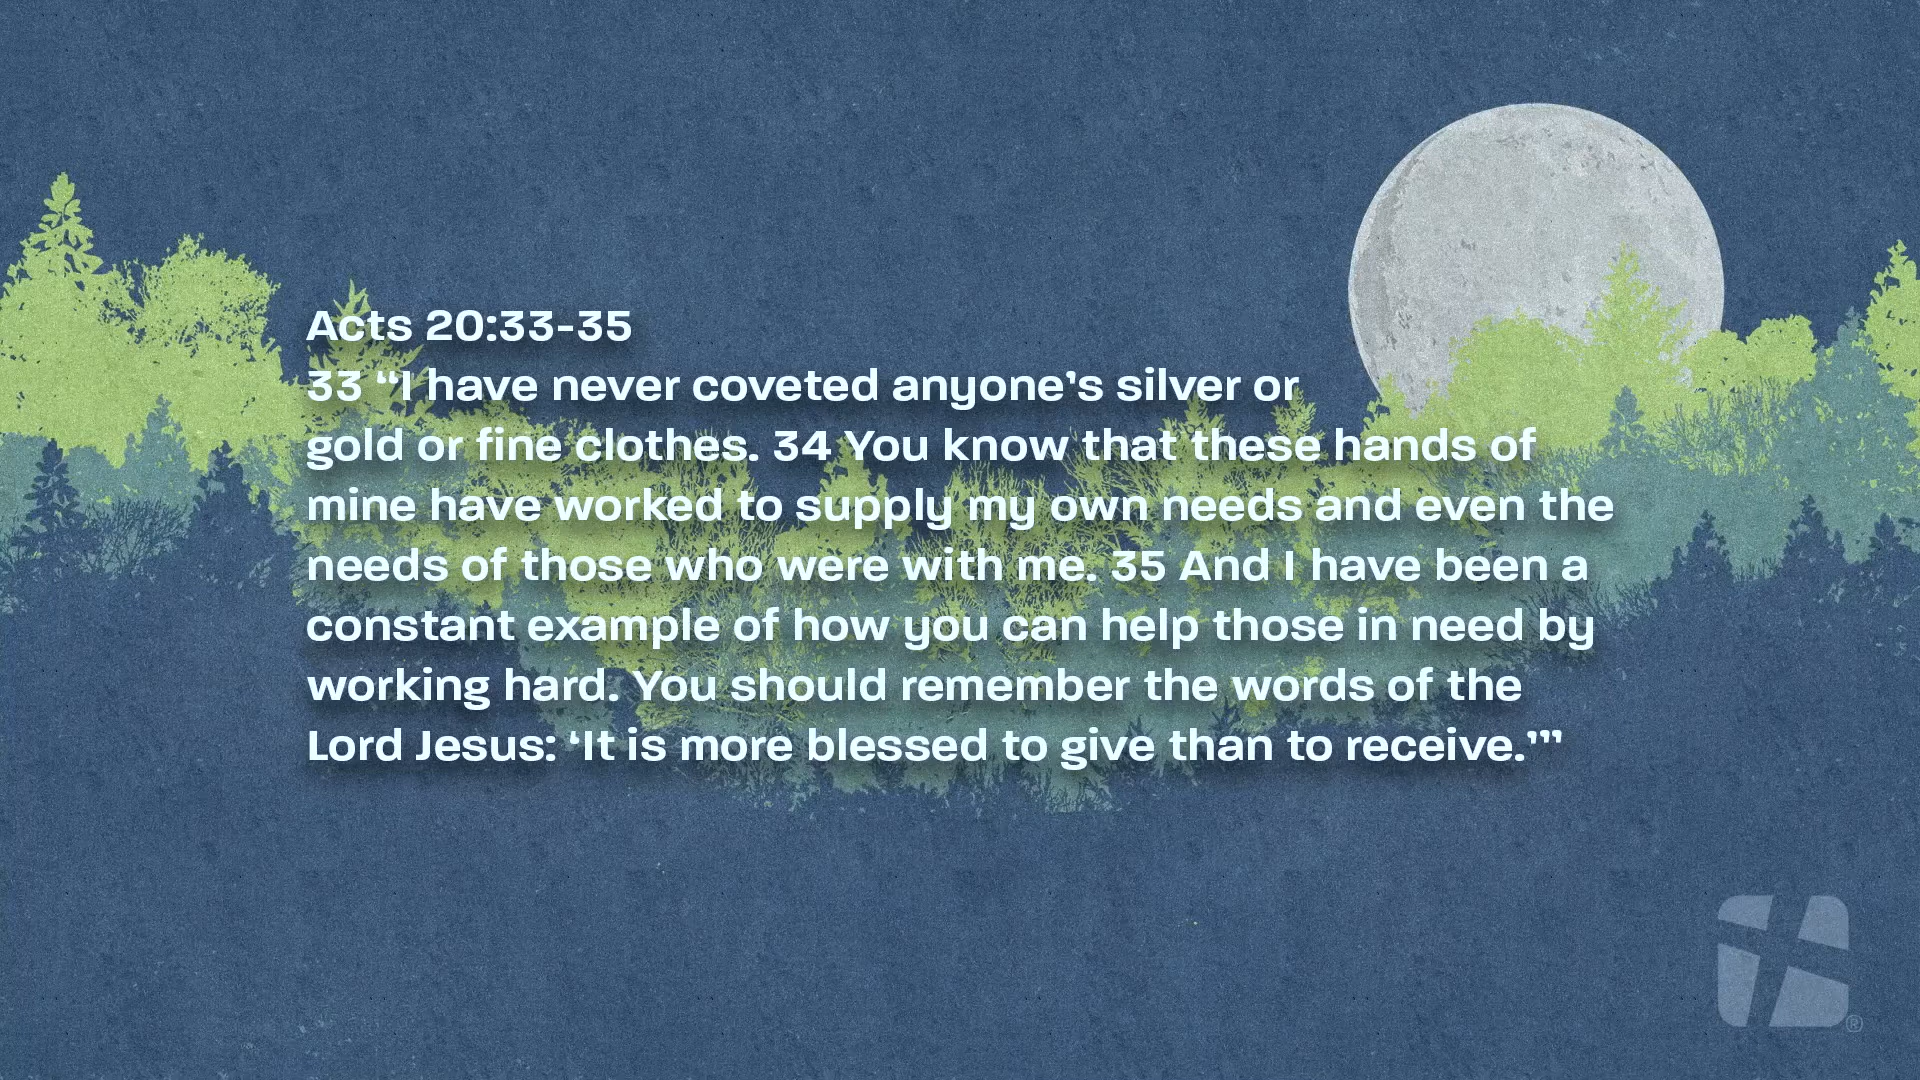 Acts 20:33-35
33 “I have never coveted anyone’s silver or
gold or fine clothes. 34 You know that these hands of
mine have worked to supply my own needs and even the
needs of those who were with me. 35 And I have been a
constant example of how you can help those in need by
working hard. You should remember the words of the
Lord Jesus: ‘It is more blessed to give than to receive.’”
®